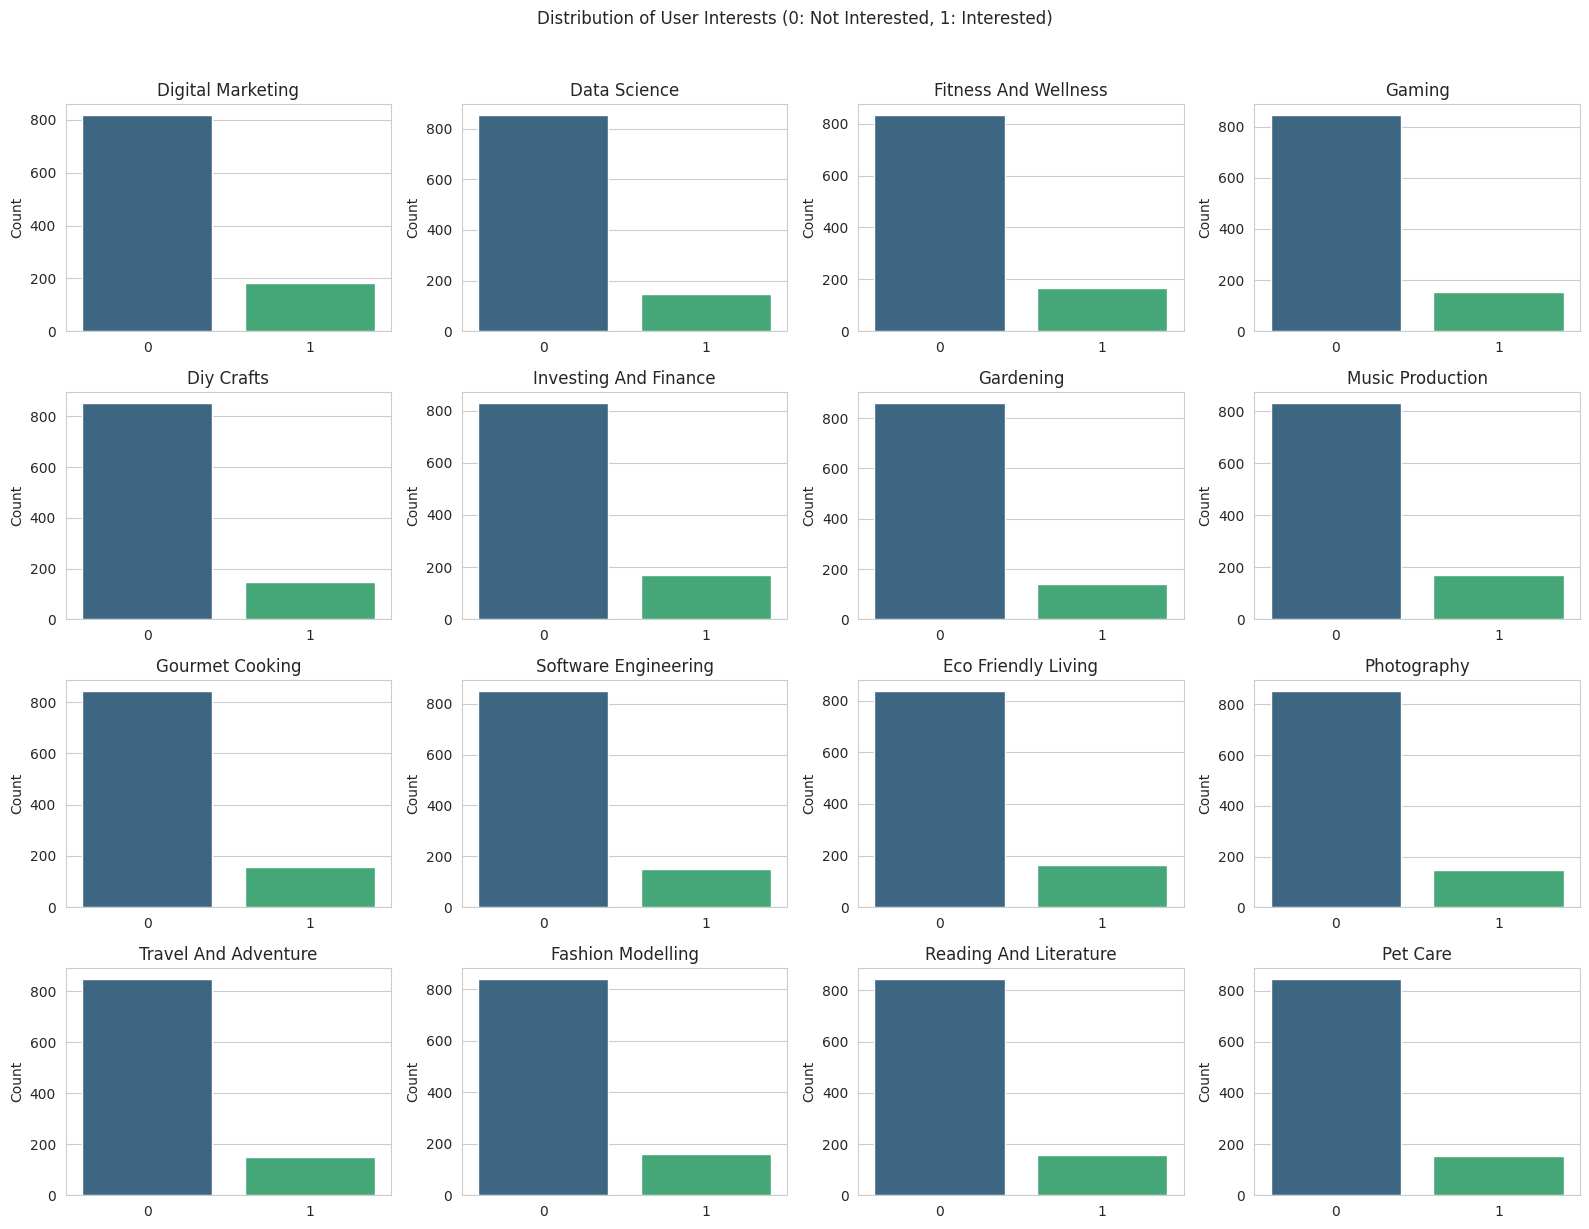 Distribution of User Interests (0: Not Interested, 1: Interested)
Digital Marketing
Count
800
600
400
200
0
0 1
Data Science
Count
800
600
400
200
0
0 1
Fitness And Wellness
Count
800
600
400
200
0
0 1
Gaming
Count
800
600
400
200
0
0 1
Diy Crafts
Count
800
600
400
200
0
0 1
Investing And Finance
Count
800
600
400
200
0
0 1
Gardening
Count
800
600
400
200
0
0 1
Music Production
Count
800
600
400
200
0
0 1
Gourmet Cooking
Count
800
600
400
200
0
0 1
Software Engineering
Count
800
600
400
200
0
0 1
Eco Friendly Living
Count
800
600
400
200
0
0 1
Photography
Count
800
600
400
200
0
0 1
Travel And Adventure
Count
800
600
400
200
0
0 1
Fashion Modelling
Count
800
600
400
200
0
0 1
Reading And Literature
Count
800
600
400
200
0
0 1
Pet Care
Count
800
600
400
200
0
0 1